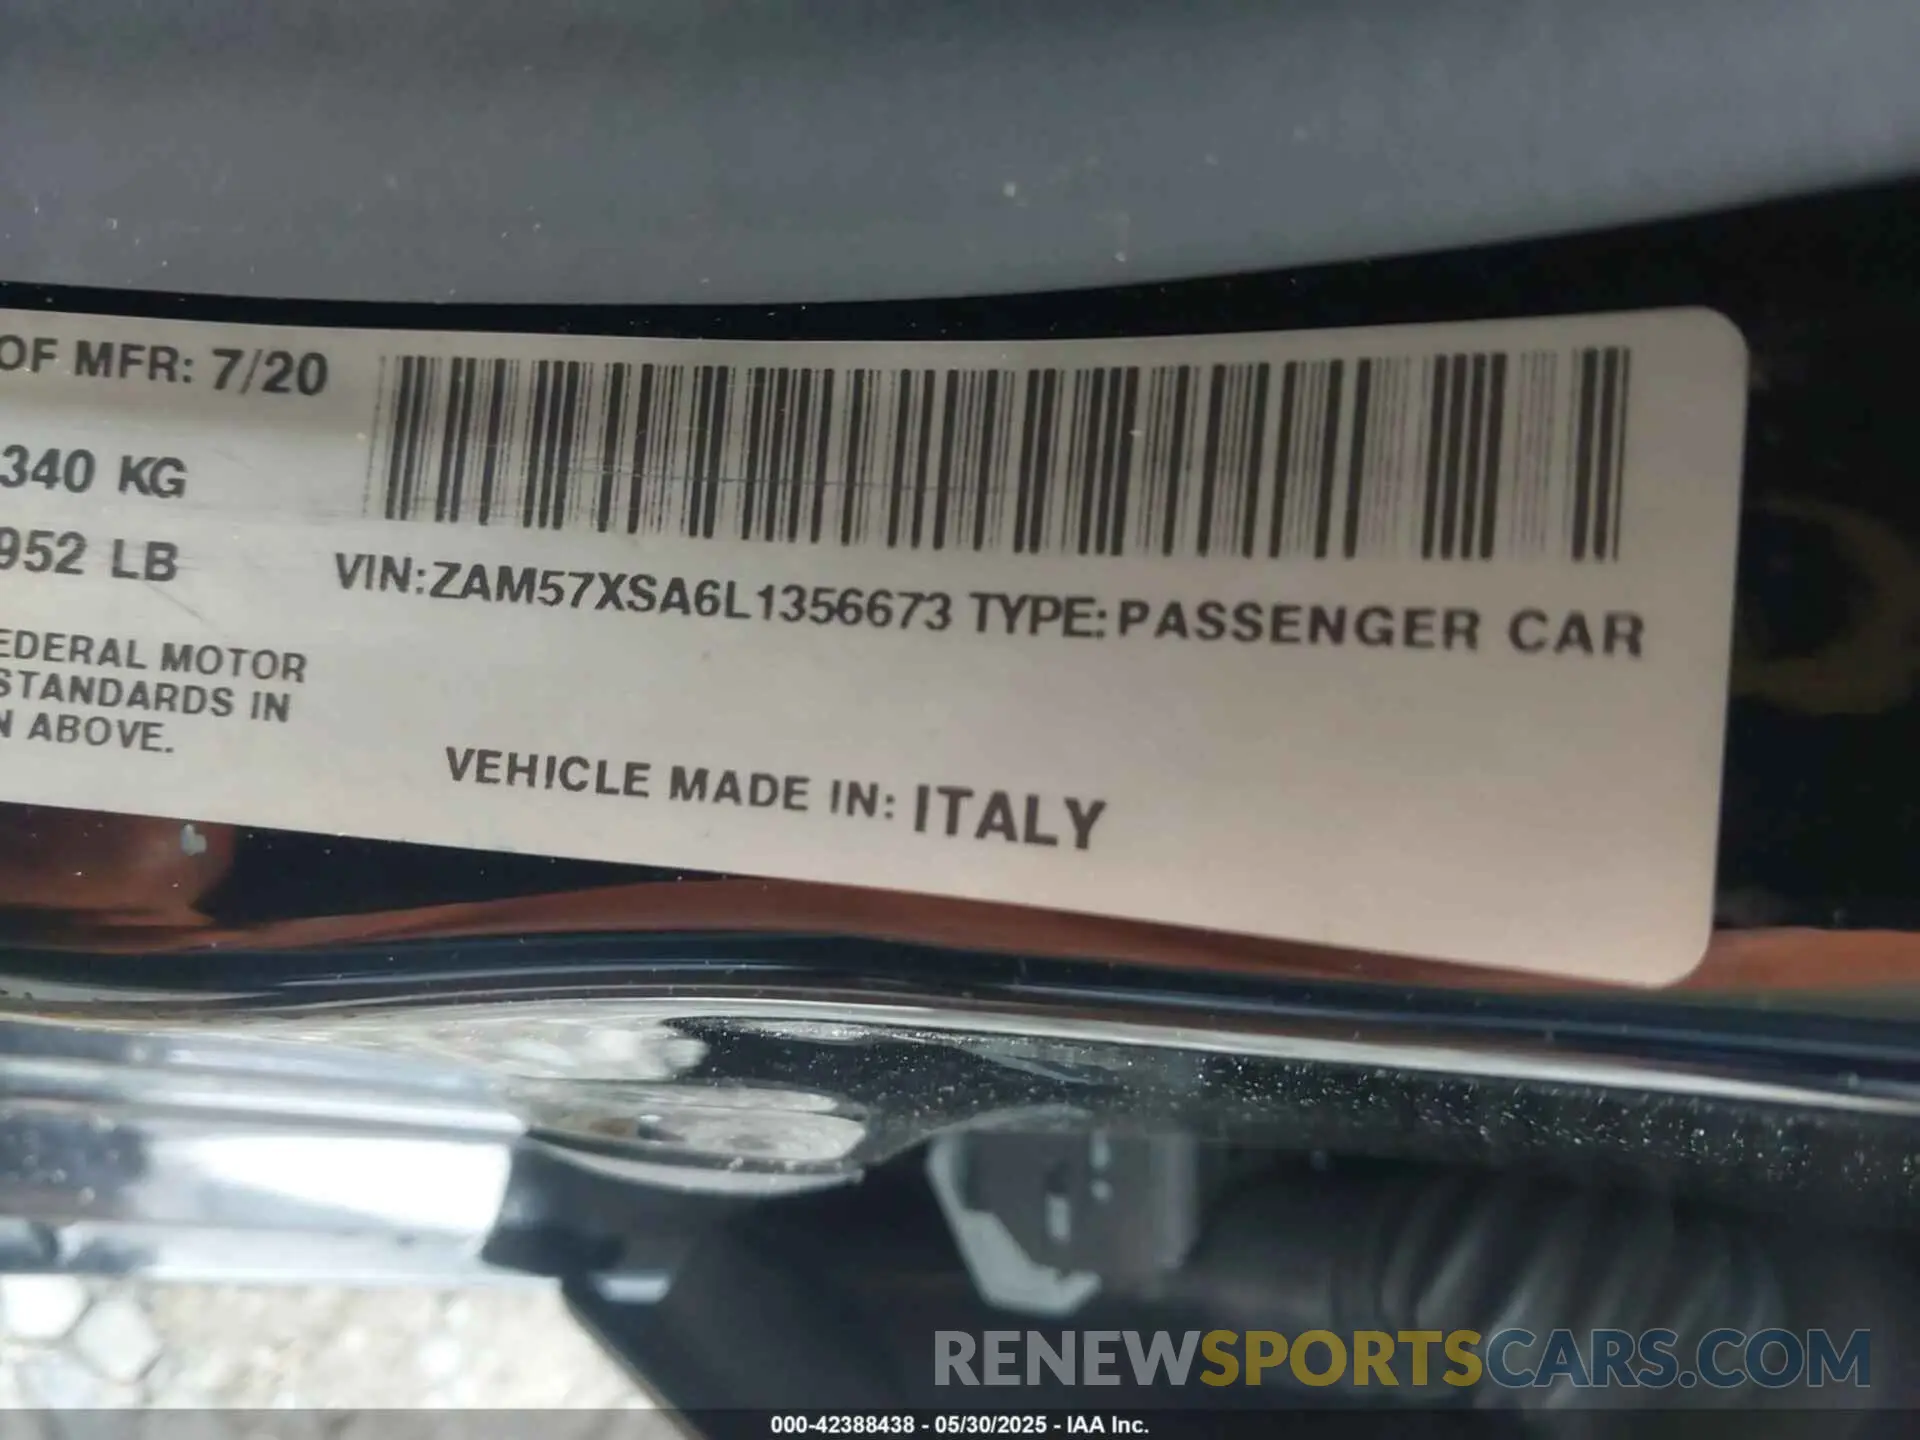 OF MFR: 7/20
340 KG
952 LB
VIN:ZAM57XSA6L1356673 TYPE:PASSENGER CAR
EDERAL MOTOR
STANDARDS IN
N ABOVE.
VEHICLE MADE IN: ITALY
RENEWSPORTSCARS.COM
000-42388438 - 05/30/2025 - IAA Inc.